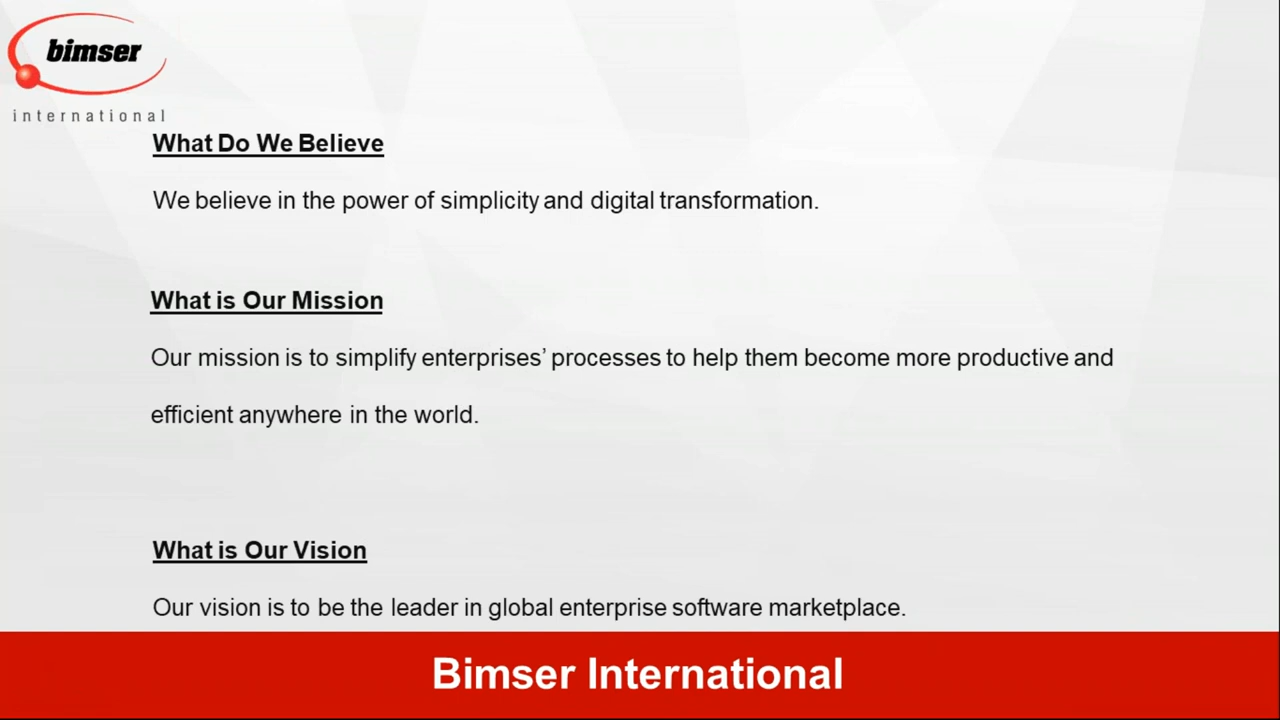 bimser
international
What Do We Believe
We believe in the power of simplicity and digital transformation.
What is Our Mission
Our mission is to simplify enterprises’ processes to help them become more productive and
efficient anywhere in the world.
What is Our Vision
Our vision is to be the leader in global enterprise software marketplace.
Bimser International